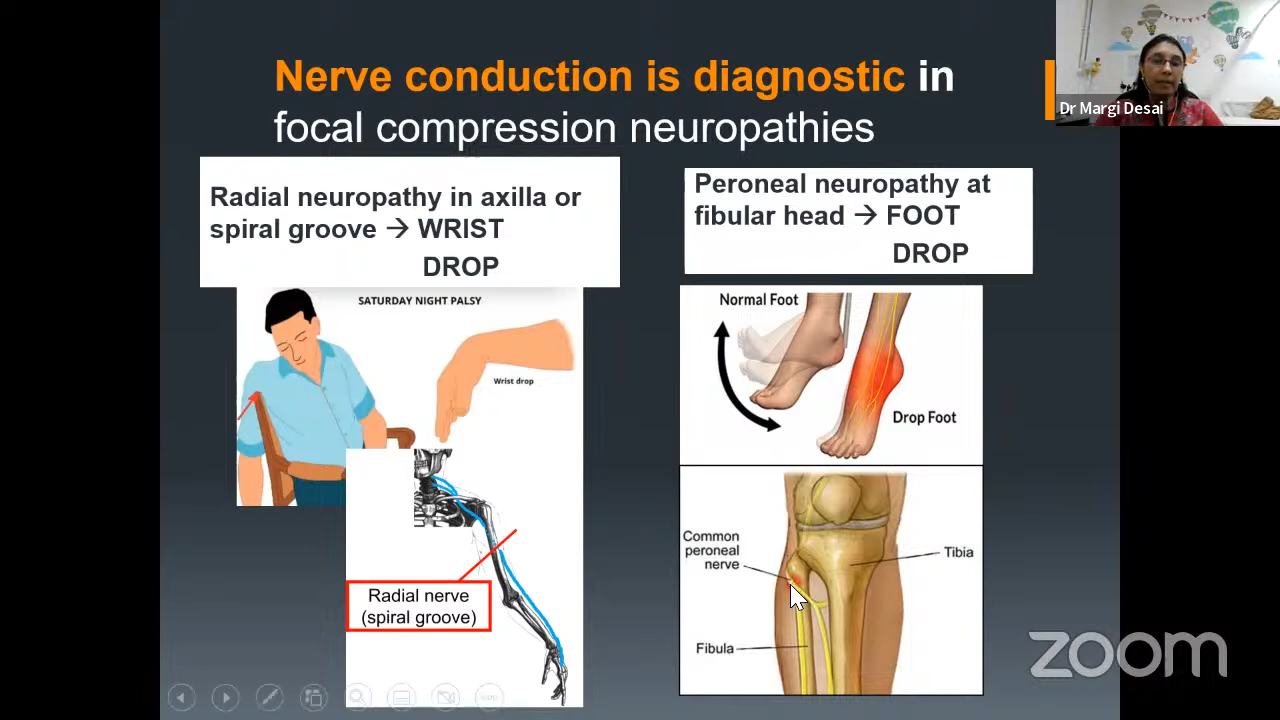 Nerve conduction is diagnostic in
focal compression neuropathies
Dr Margi Desai
Radial neuropathy in axilla or
spiral groove → WRIST
DROP
Peroneal neuropathy at
fibular head → FOOT
DROP
SATURDAY NIGHT PALSY
Wrist drop
Radial nerve
(spiral groove)
Normal Foot
Drop Foot
Common
peroneal
nerve
Tibia
Fibula
zoom